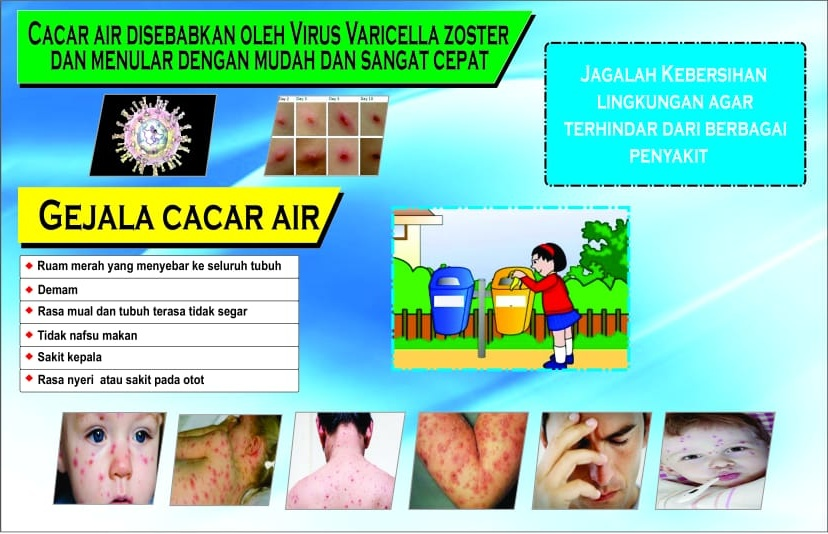 CACAR AIR DISEBABKAN OLEH VIRUS VARICELLA ZOSTER
DAN MENULAR DENGAN MUDAH DAN SANGAT CEPAT
JAGALAH KEBERSIHAN
LINGKUNGAN AGAR
TERHINDAR DARI BERBAGAI
PENYAKIT
GEJALA CACAR AIR
Ruam merah yang menyebar ke seluruh tubuh
Demam
Rasa mual dan tubuh terasa tidak segar
Tidak nafsu makan
Sakit kepala
Rasa nyeri atau sakit pada otot